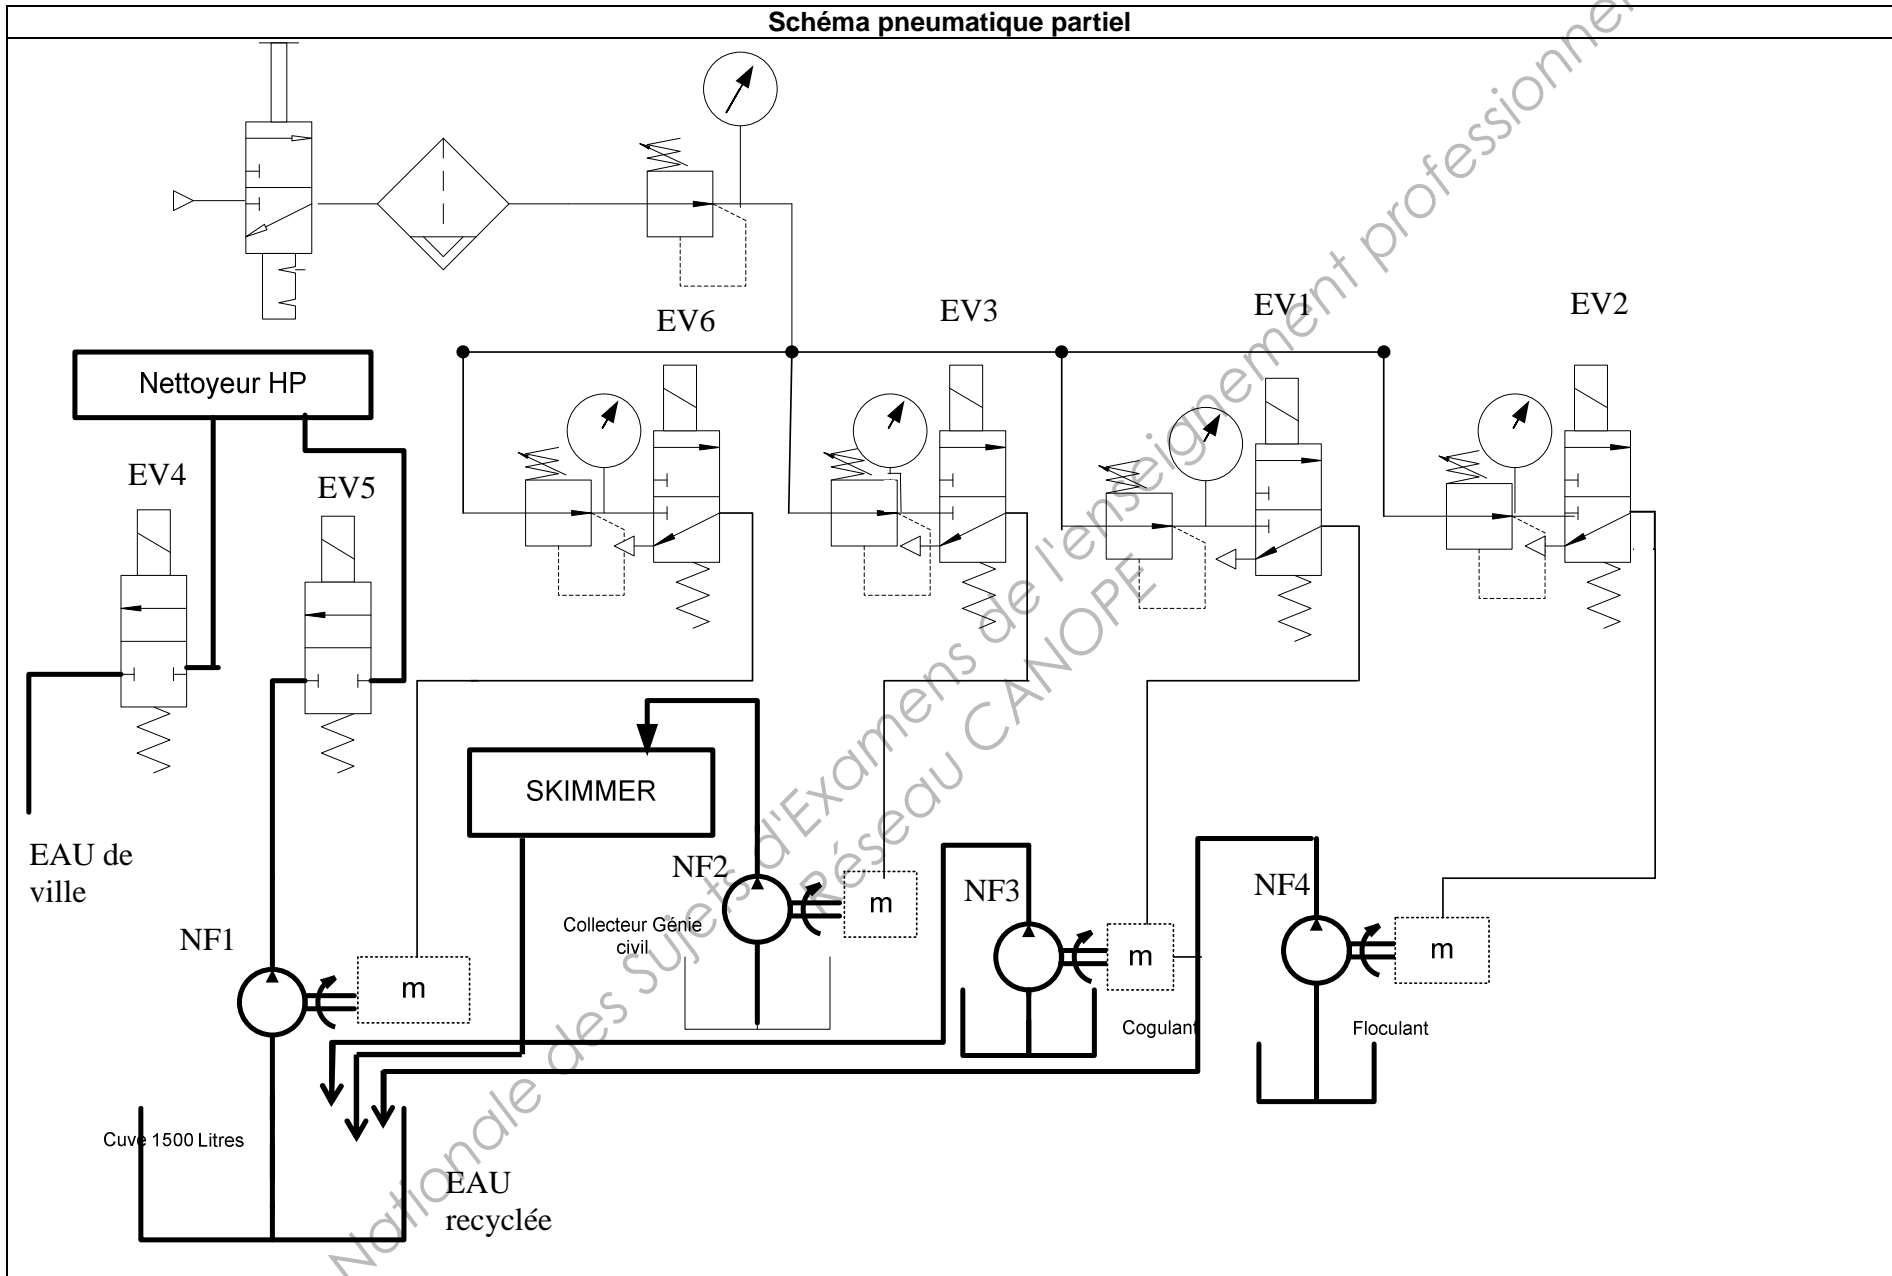 Schéma pneumatique partiel
EV6
EV3
EV1
EV2
Nettoyeur HP
EV4
EV5
SKIMMER
EAU de
ville
NF2
NF3
NF4
m
Collecteur Génie
civil
NF1
m
m
m
Cogulant
Floculant
Cuve 1500 Litres
EAU
recyclée
Nationale des Sujets d'Examens de l'enseignement professionnel
Réseau CANOPE